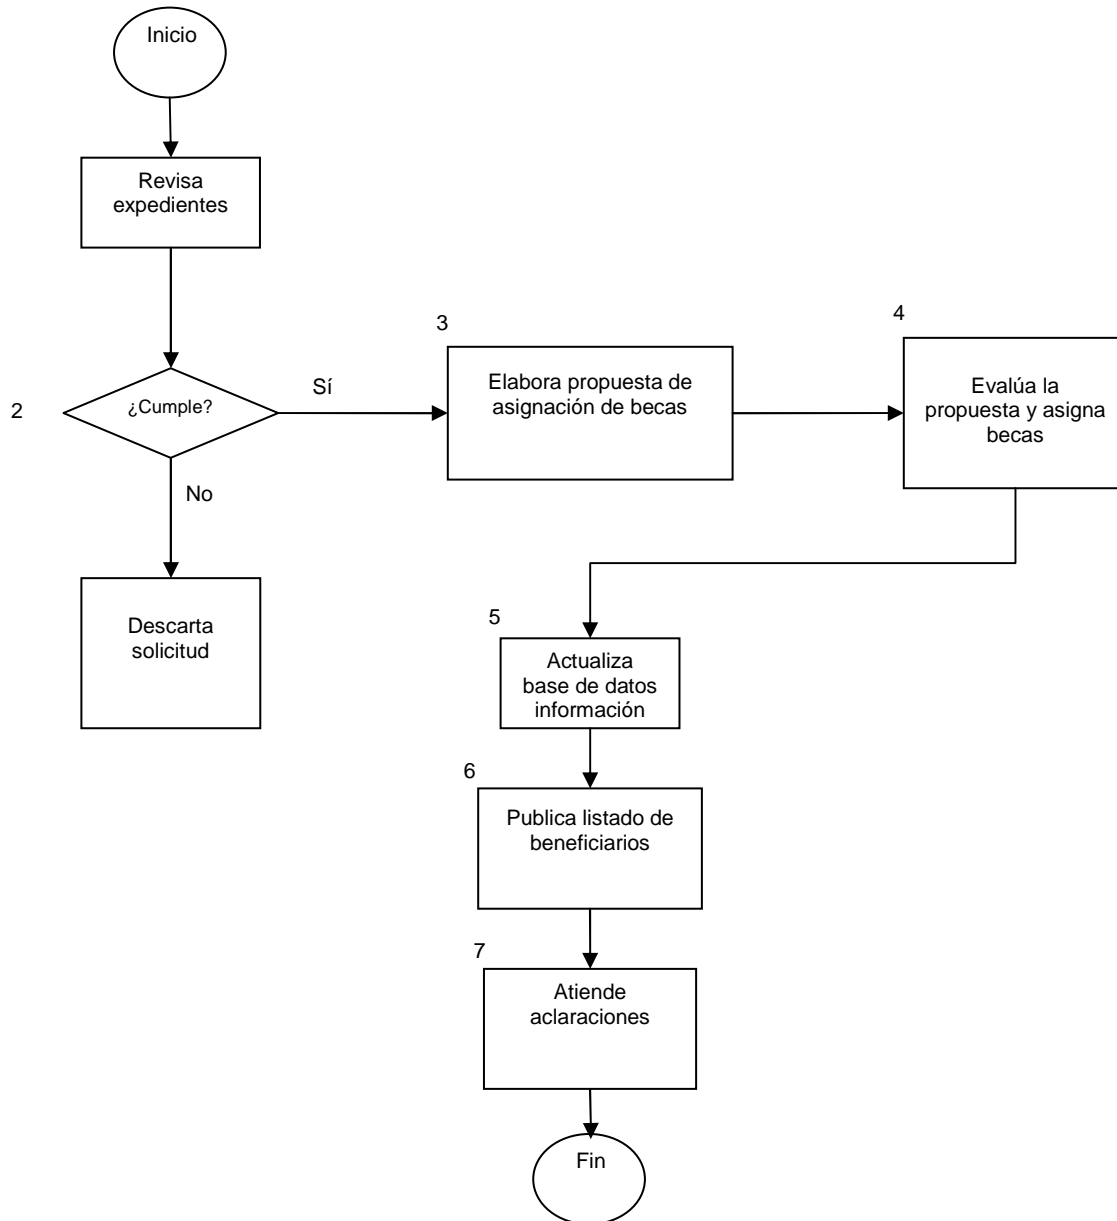 Inicio
Revisa
expedientes
2
¿Cumple?
Sí
No
Descarta
solicitud
3
Elabora propuesta de
asignación de becas
4
Evalúa la
propuesta y asigna
becas
5
Actualiza
base de datos
información
6
Publica listado de
beneficiarios
7
Atiende
aclaraciones
Fin